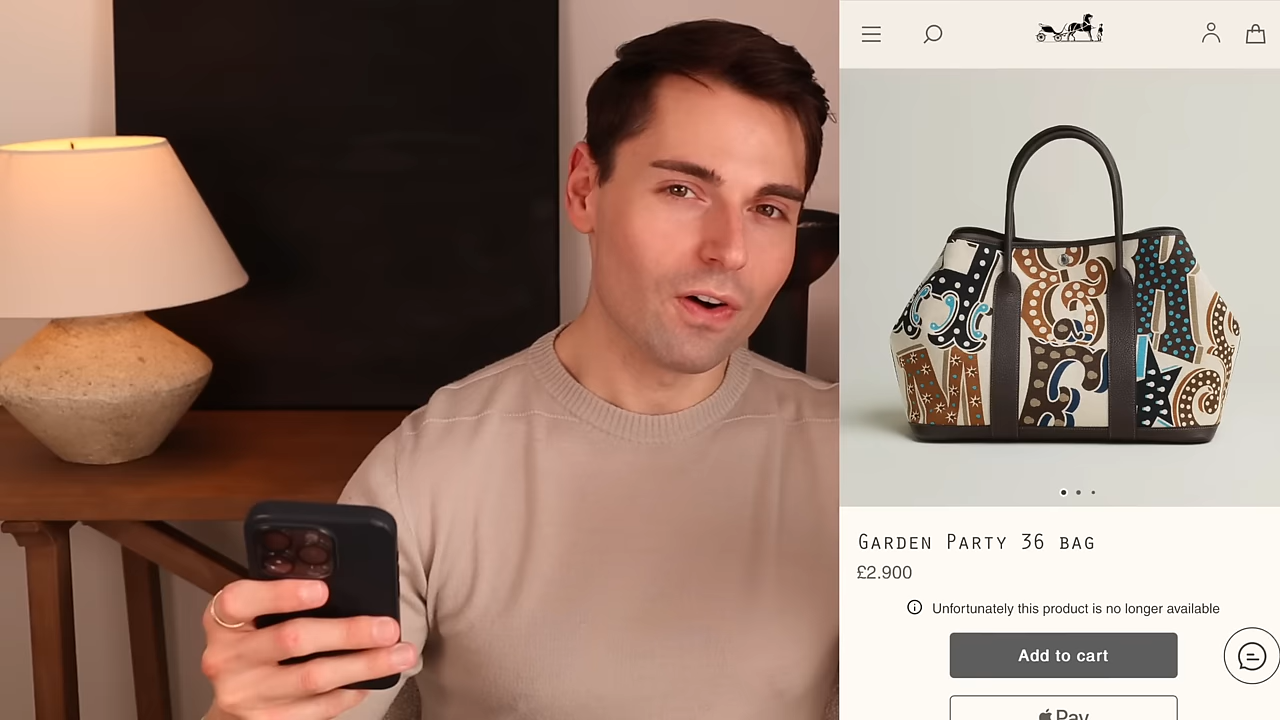 Garden Party 36 bag
£2.900
Unfortunately this product is no longer available
Add to cart
Pay